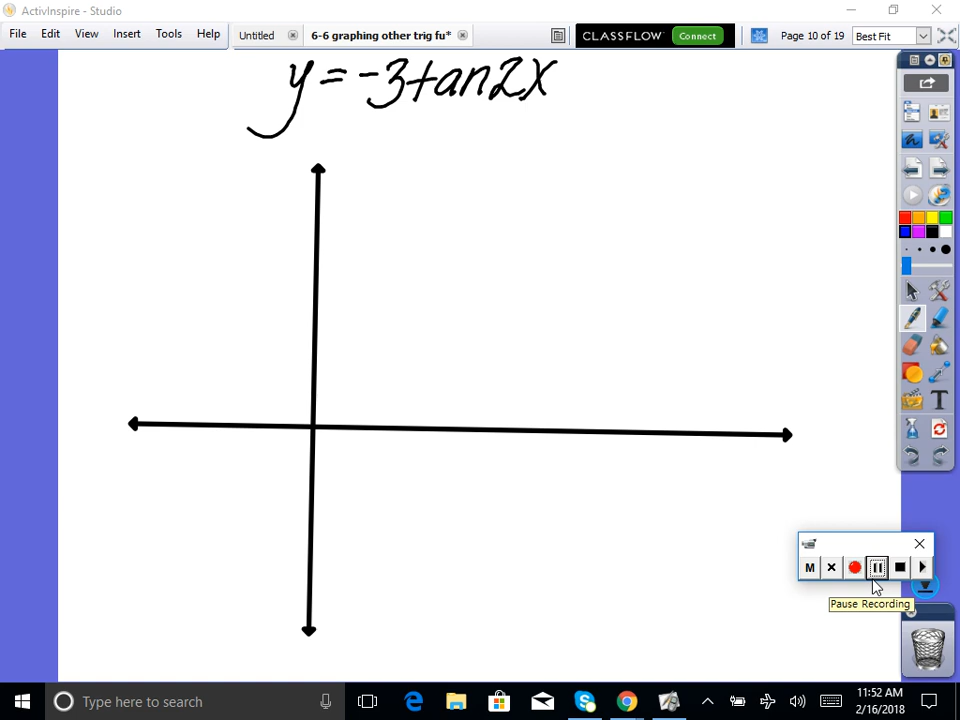 ActivInspire - Studio
File Edit View Insert Tools Help Untitled 6-6 graphing other trig fu* CLASSFLOW Connect Page 10 of 19 Best Fit
y = -3tan2x
M
Pause Recording
Type here to search
11:52 AM
2/16/2018